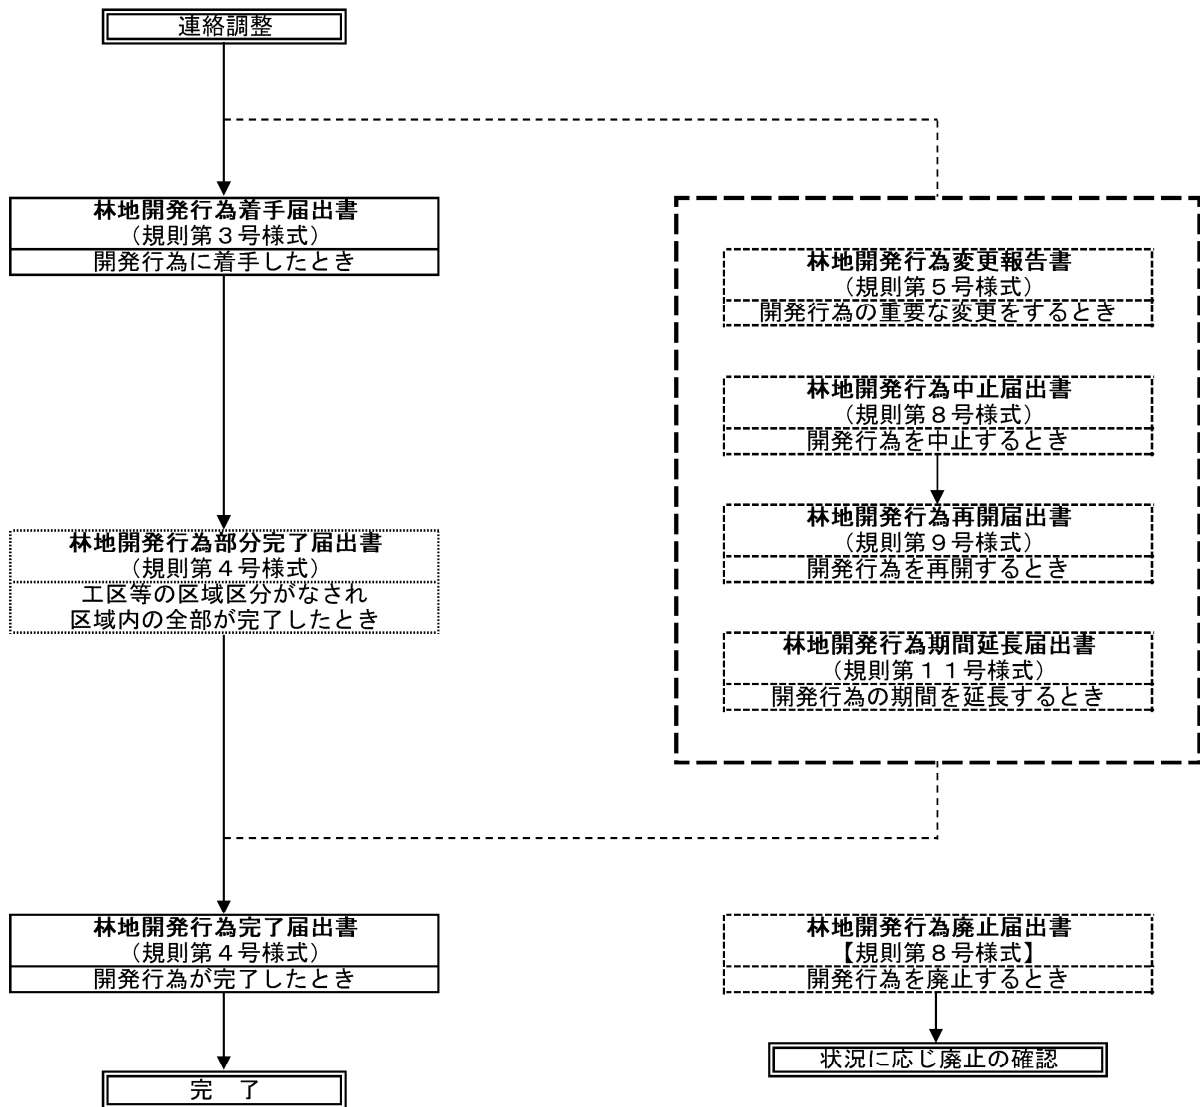 連絡調整
林地開発行為着手届出書
（規則第３号様式）
開発行為に着手したとき
林地開発行為変更報告書
（規則第５号様式）
開発行為の重要な変更をするとき
林地開発行為中止届出書
（規則第８号様式）
開発行為を中止するとき
林地開発行為再開届出書
（規則第９号様式）
開発行為を再開するとき
林地開発行為部分完了届出書
（規則第４号様式）
工区等の区域区分がなされ
区域内の全部が完了したとき
林地開発行為期間延長届出書
（規則第１１号様式）
開発行為の期間を延長するとき
林地開発行為完了届出書
（規則第４号様式）
開発行為が完了したとき
林地開発行為廃止届出書
【規則第８号様式】
開発行為を廃止するとき
状況に応じ廃止の確認
完　了